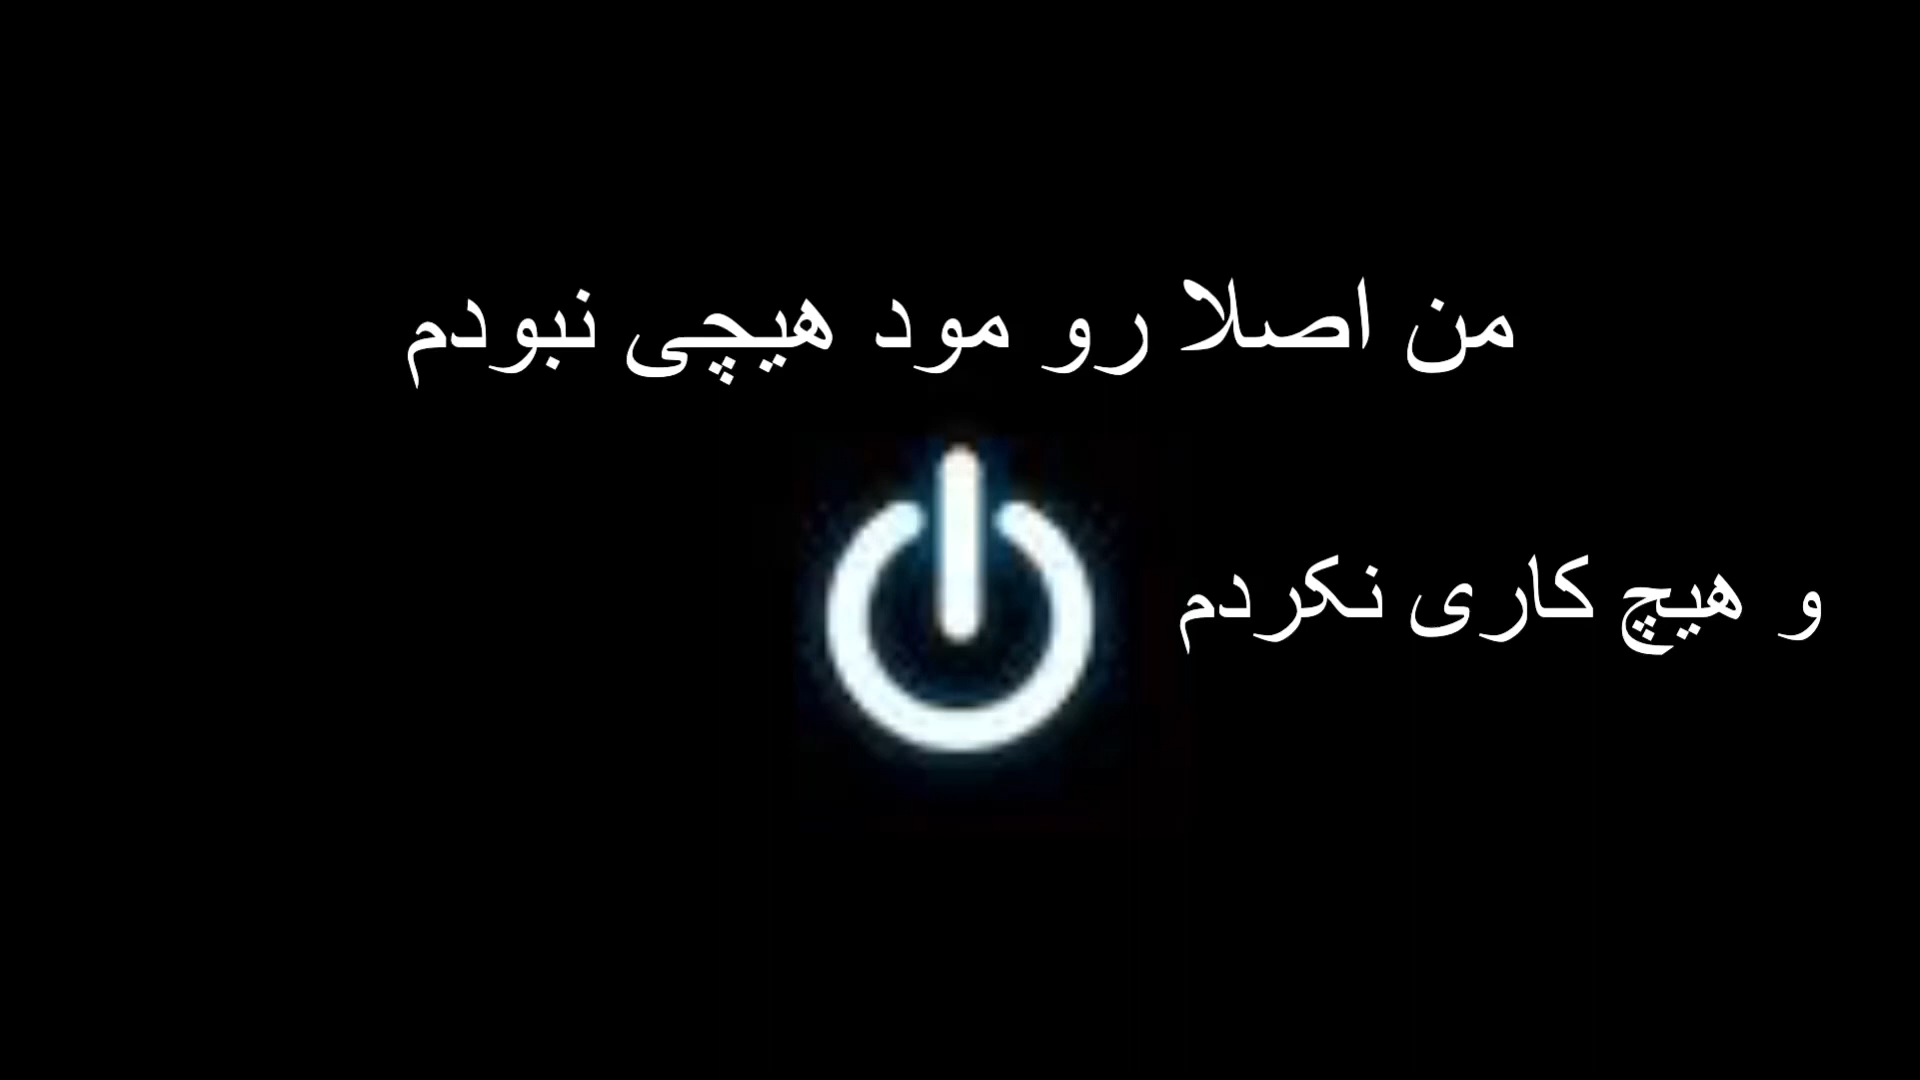 من اصلا رو مود هیچی نبودم
و هیچ کاری نکردم